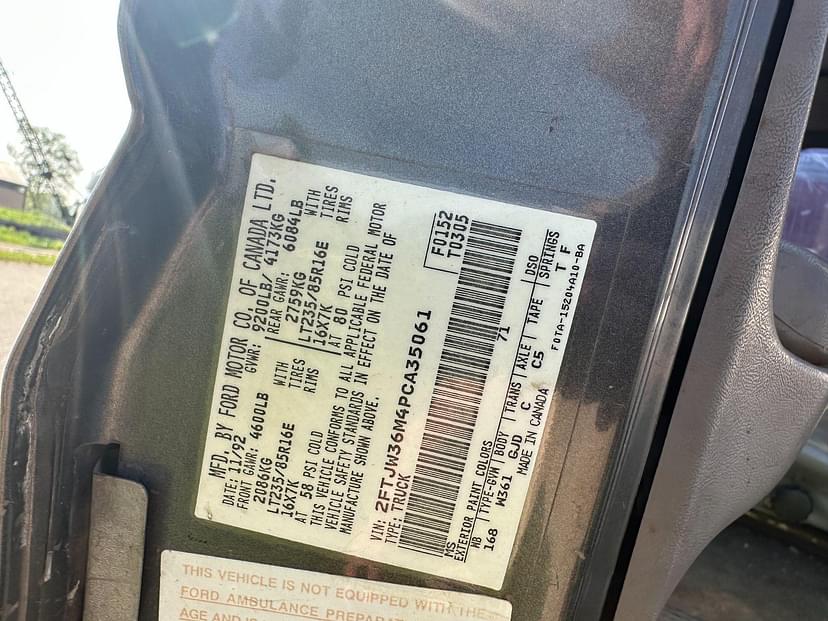 MFD. BY FORD MOTOR CO. OF CANADA LTD.
DATE: 11/92 GVWR: 9200LB/ 4173KG
FRONT GAWR: 4600LB REAR GAWR: 6084LB
2086KG WITH 2759KG WITH
LT235/85R16E TIRES LT235/85R16E TIRES
16X7K RIMS 16X7K RIMS
AT 58 PSI COLD AT 80 PSI COLD
THIS VEHICLE CONFORMS TO ALL APPLICABLE FEDERAL MOTOR
VEHICLE SAFETY STANDARDS IN EFFECT ON THE DATE OF
MANUFACTURE SHOWN ABOVE.
F0152
T0305
VIN: 2FTJW36M4PCA35061
TYPE: TRUCK
71
MS
EXTERIOR PAINT COLORS DSO
NB TYPE-GVW BODY TRANS AXLE TAPE SPRINGS
168 W361 GJD C C5 T F
MADE IN CANADA
F0TA-15204A10-BA
THIS VEHICLE IS NOT EQUIPPED WITH THE
FORD AMBULANCE PREPARATION
AGE AND IS